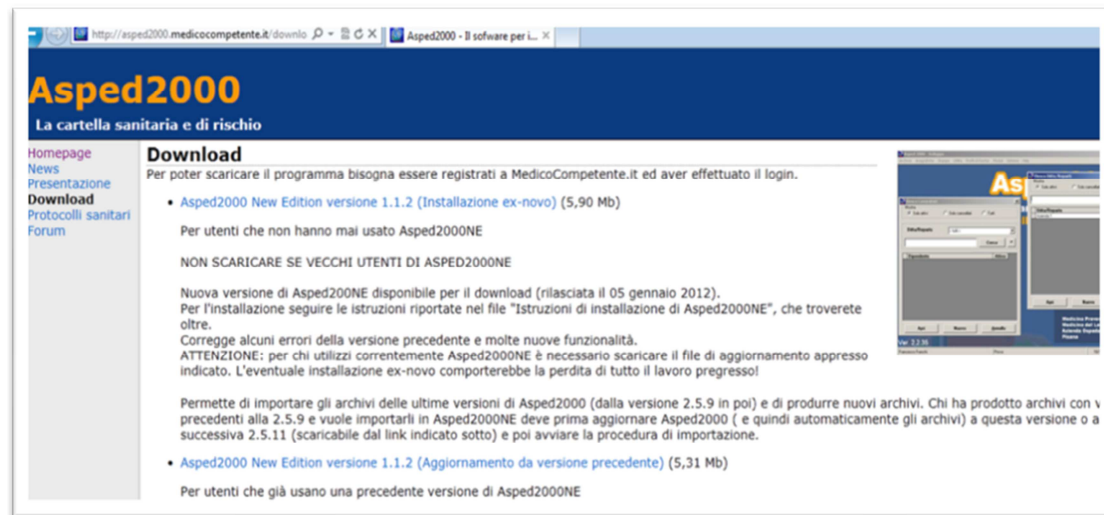 http://asped2000.medicocompetente.it/downlo
Asped2000 - Il sofware per i...
Asped2000
La cartella sanitaria e di rischio
Homepage
News
Presentazione
Download
Protocolli sanitari
Forum
Download
Per poter scaricare il programma bisogna essere registrati a MedicoCompetente.it ed aver effettuato il login.
• Asped2000 New Edition versione 1.1.2 (Installazione ex-novo) (5,90 Mb)
Per utenti che non hanno mai usato Asped2000NE
NON SCARICARE SE VECCHI UTENTI DI ASPED2000NE
Nuova versione di Asped200NE disponibile per il download (rilasciata il 05 gennaio 2012).
Per l'installazione seguire le istruzioni riportate nel file "Istruzioni di installazione di Asped2000NE", che troverete
oltre.
Corregge alcuni errori della versione precedente e molte nuove funzionalità.
ATTENZIONE: per chi utilizzi correntemente Asped2000NE è necessario scaricare il file di aggiornamento appresso
indicato. L'eventuale installazione ex-novo comporterebbe la perdita di tutto il lavoro pregresso!
Permette di importare gli archivi delle ultime versioni di Asped2000 (dalla versione 2.5.9 in poi) e di produrre nuovi archivi. Chi ha prodotto archivi con v
precedenti alla 2.5.9 e vuole importarli in Asped2000NE deve prima aggiornare Asped2000 ( e quindi automaticamente gli archivi) a questa versione o a
successiva 2.5.11 (scaricabile dal link indicato sotto) e poi avviare la procedura di importazione.
• Asped2000 New Edition versione 1.1.2 (Aggiornamento da versione precedente) (5,31 Mb)
Per utenti che già usano una precedente versione di Asped2000NE